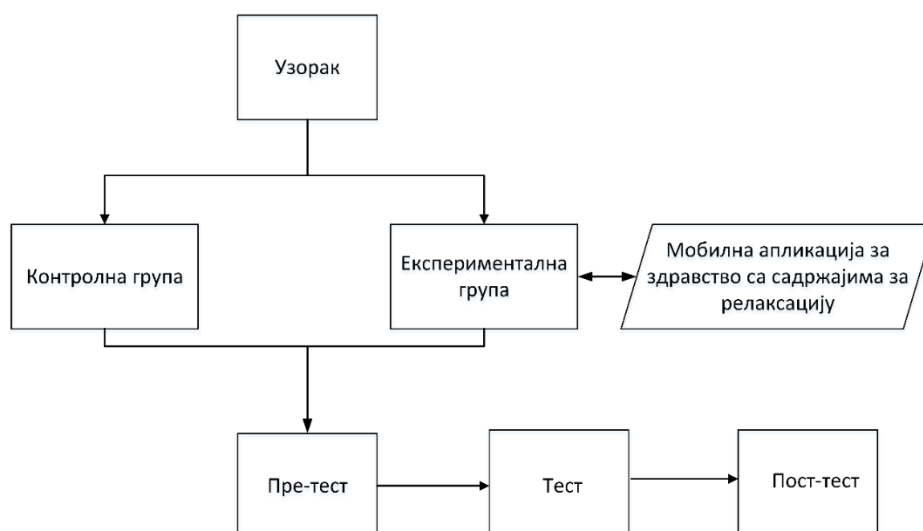 Узорак
Контролна група
Експериментална
група
Мобилна апликација за
здравство са садржајима за
релаксацију
Пре-тест
Тест
Пост-тест